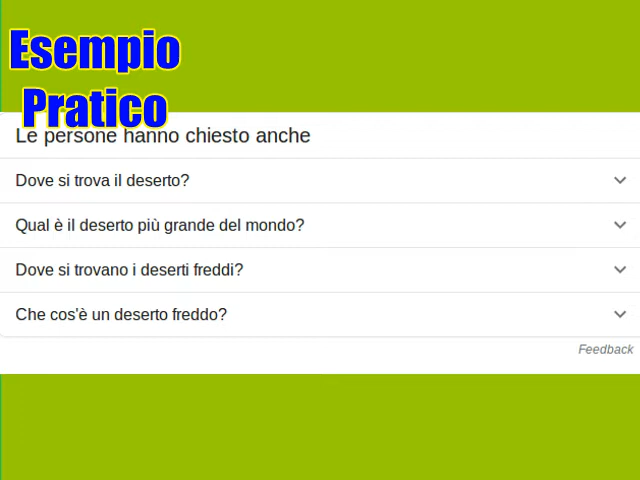 Esempio
Pratico
Le persone hanno chiesto anche
Dove si trova il deserto?
Qual è il deserto più grande del mondo?
Dove si trovano i deserti freddi?
Che cos'è un deserto freddo?
Feedback